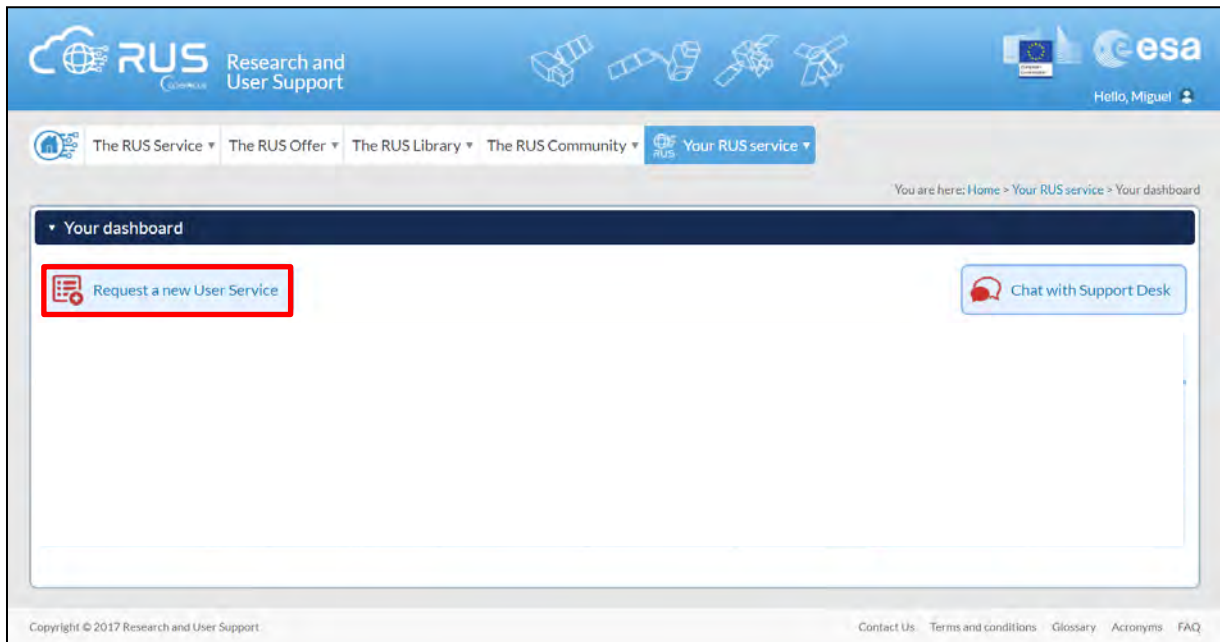 RUS
Copernicus
Research and
User Support
esa
Hello, Miguel
The RUS Service
The RUS Offer
The RUS Library
The RUS Community
RUS
Your RUS service
You are here: Home > Your RUS service > Your dashboard
Your dashboard
Request a new User Service
Chat with Support Desk
Copyright © 2017 Research and User Support
Contact Us Terms and conditions Glossary Acronyms FAQ